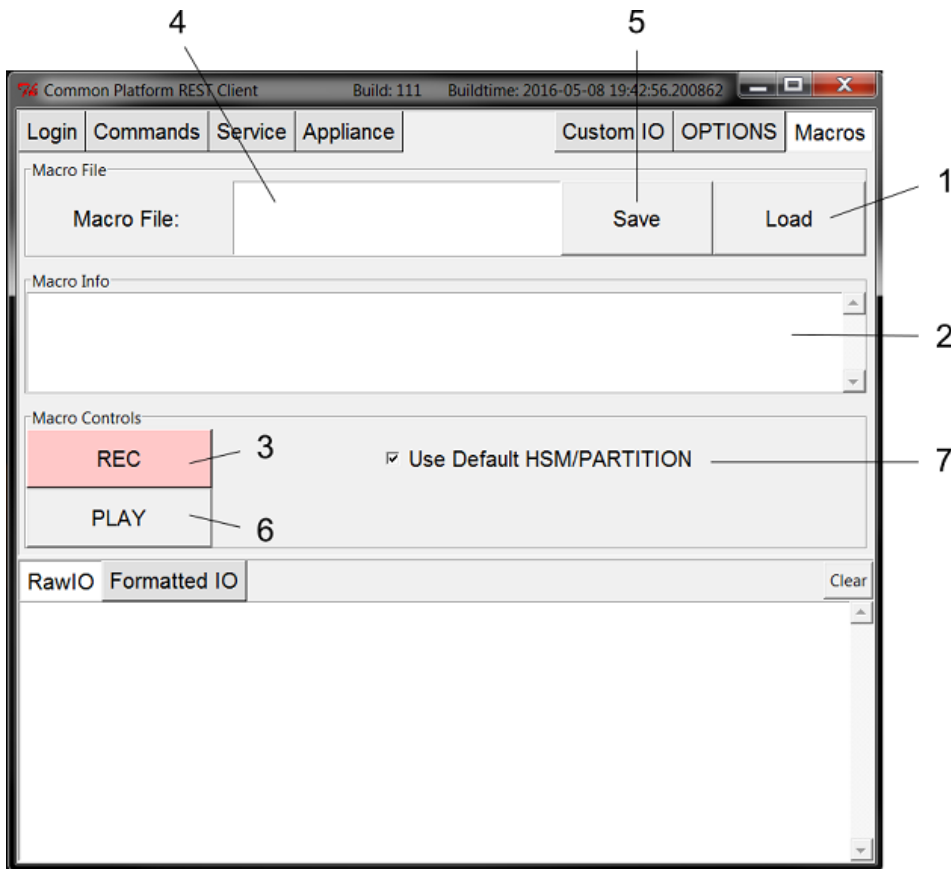 4 5
Common Platform REST Client Build: 111 Buildtime: 2016-05-08 19:42:56.200862
Login Commands Service Appliance Custom IO OPTIONS Macros
Macro File
Macro File: Save Load 1
Macro Info
2
Macro Controls
REC 3 Use Default HSM/PARTITION 7
PLAY 6
RawIO Formatted IO Clear